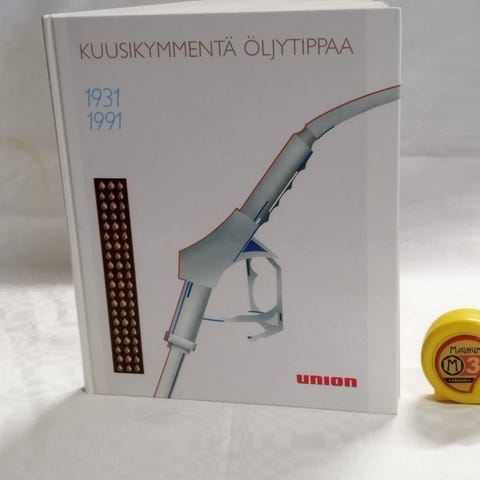 KUUSIKYMMENTÄ ÖLJYTIPPAA
1931
1991
union
MAGNUM
M 3